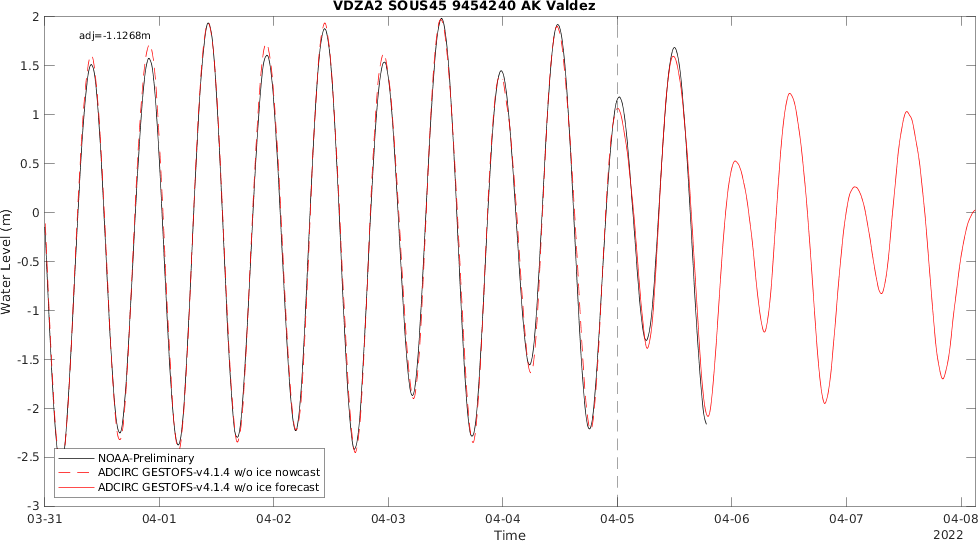 VDZA2 SOUS45 9454240 AK Valdez
adj=-1.1268m
2
1.5
1
0.5
0
-0.5
-1
-1.5
-2
-2.5
-3
Water Level (m)
NOAA-Preliminary
ADCIRC GESTOFS-v4.1.4 w/o ice nowcast
ADCIRC GESTOFS-v4.1.4 w/o ice forecast
03-31 04-01 04-02 04-03 04-04 04-05 04-06 04-07 04-08
Time
2022